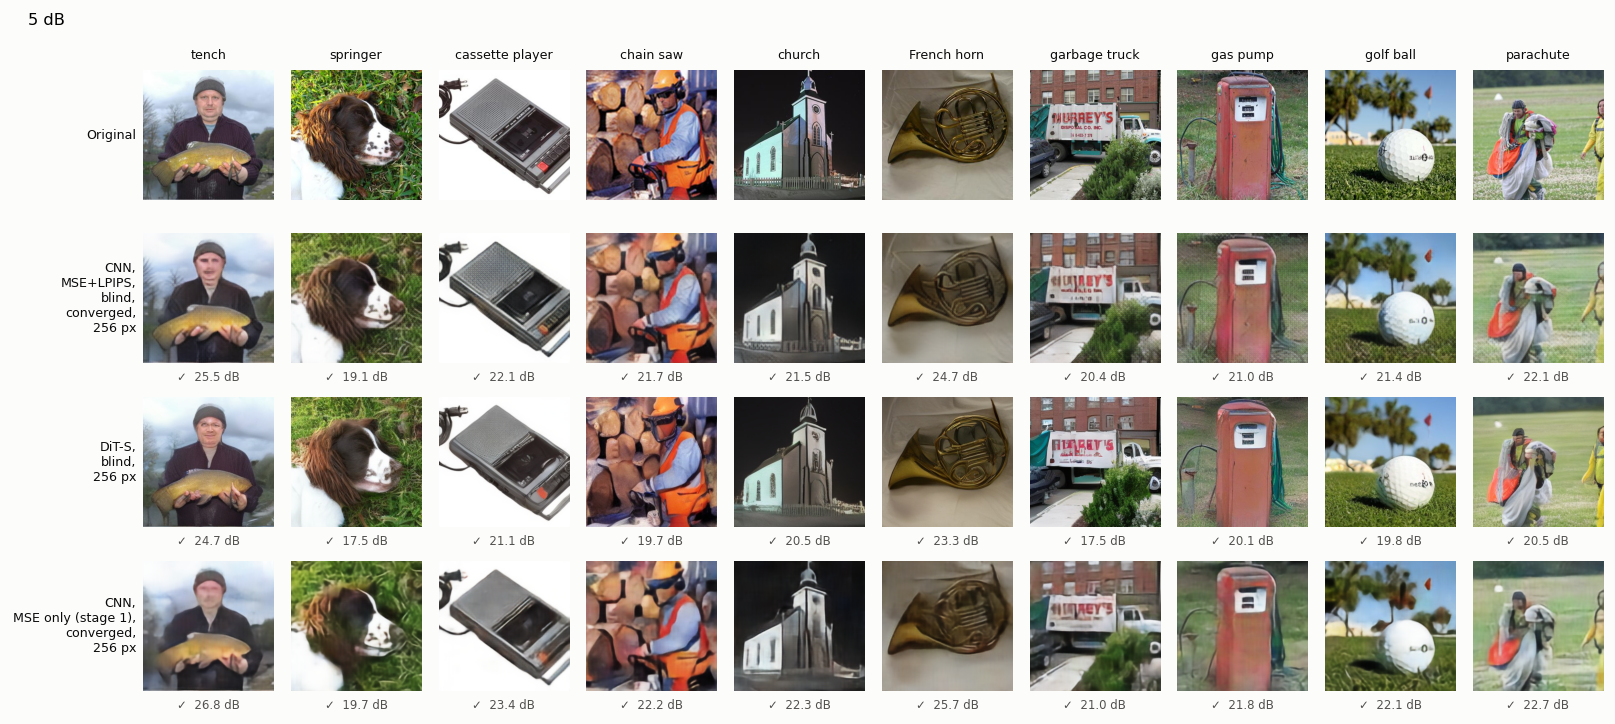 5 dB
tench springer cassette player chain saw church French horn garbage truck gas pump golf ball parachute
Original
CNN,
MSE+LPIPS,
blind,
converged,
256 px
✓ 25.5 dB ✓ 19.1 dB ✓ 22.1 dB ✓ 21.7 dB ✓ 21.5 dB ✓ 24.7 dB ✓ 20.4 dB ✓ 21.0 dB ✓ 21.4 dB ✓ 22.1 dB
DiT-S,
blind,
256 px
✓ 24.7 dB ✓ 17.5 dB ✓ 21.1 dB ✓ 19.7 dB ✓ 20.5 dB ✓ 23.3 dB ✓ 17.5 dB ✓ 20.1 dB ✓ 19.8 dB ✓ 20.5 dB
CNN,
MSE only (stage 1),
converged,
256 px
✓ 26.8 dB ✓ 19.7 dB ✓ 23.4 dB ✓ 22.2 dB ✓ 22.3 dB ✓ 25.7 dB ✓ 21.0 dB ✓ 21.8 dB ✓ 22.1 dB ✓ 22.7 dB